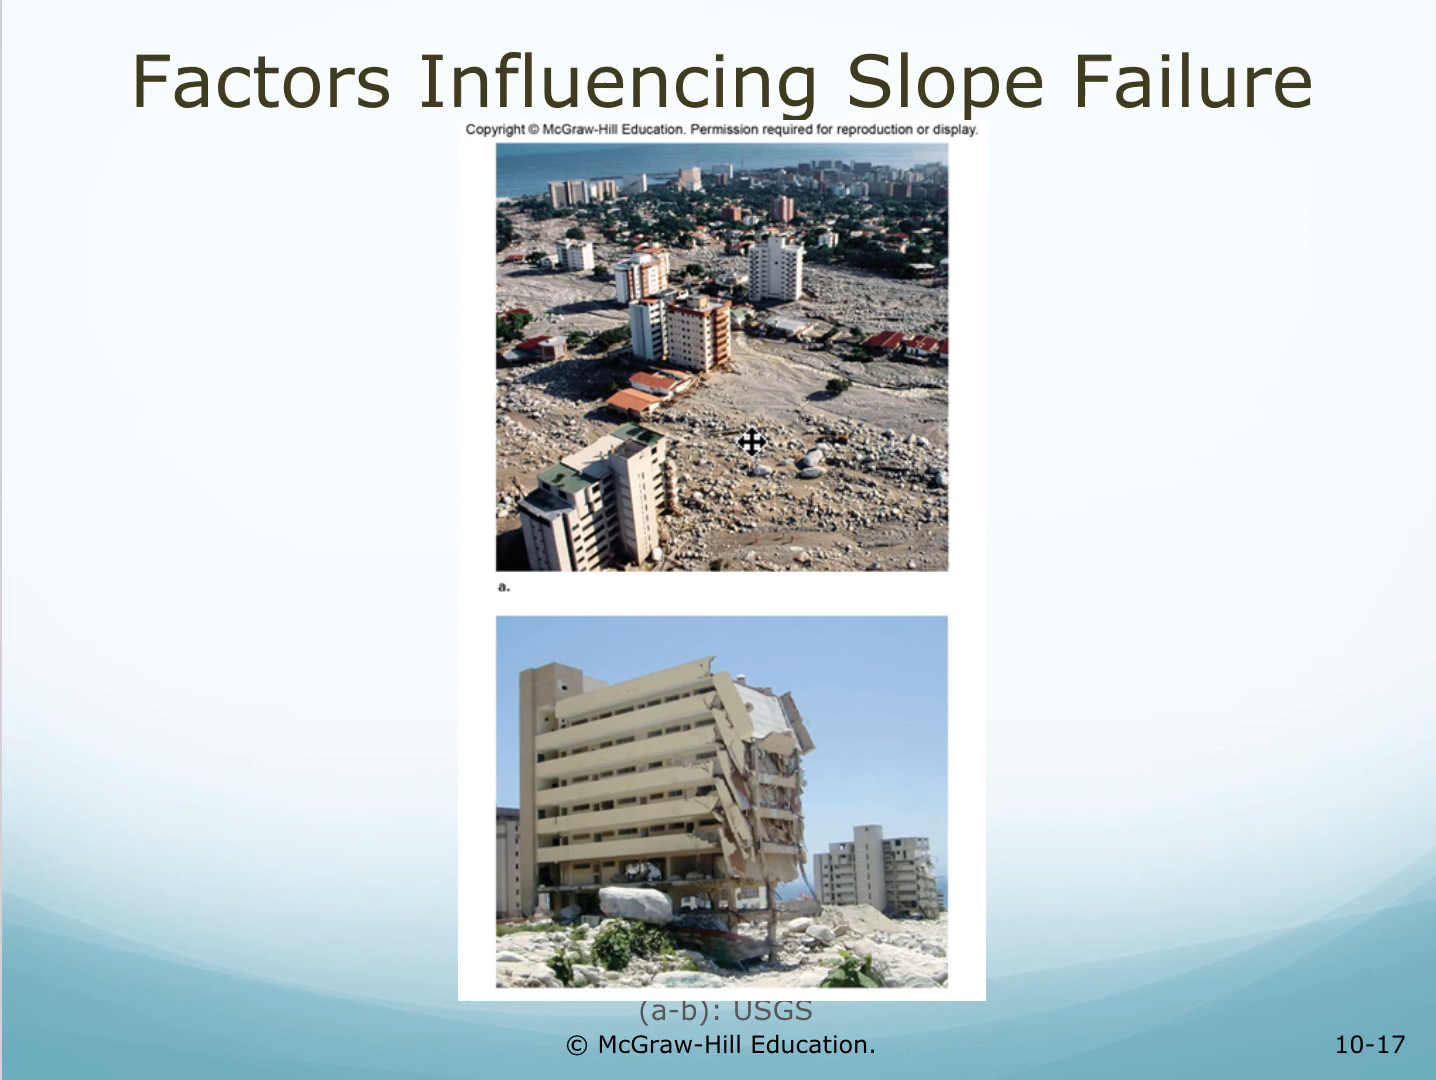 Factors Influencing Slope Failure
Copyright © McGraw-Hill Education. Permission required for reproduction or display.
a.
(a-b): USGS
© McGraw-Hill Education.
10-17